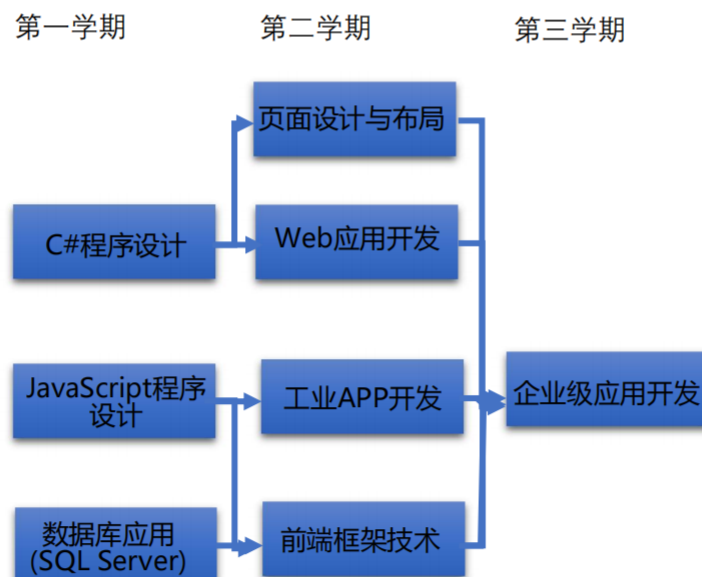 第一学期
第二学期
第三学期
页面设计与布局
C#程序设计
Web应用开发
JavaScript程序
设计
工业APP开发
企业级应用开发
数据库应用
(SQL Server)
前端框架技术